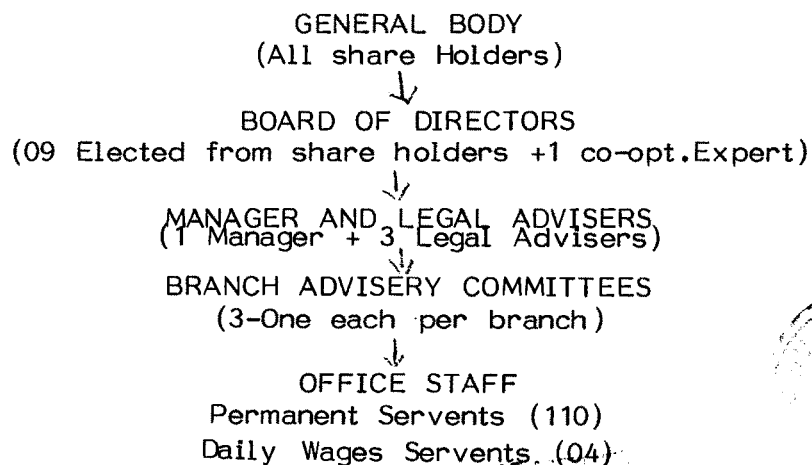 GENERAL BODY
(All share Holders)
BOARD OF DIRECTORS
(09 Elected from share holders +1 co-opt.Expert)
MANAGER AND LEGAL ADVISERS
(1 Manager + 3 Legal Advisers)
BRANCH ADVISERY COMMITTEES
(3-One each per branch)
OFFICE STAFF
Permanent Servents (110)
Daily Wages Servents (04)